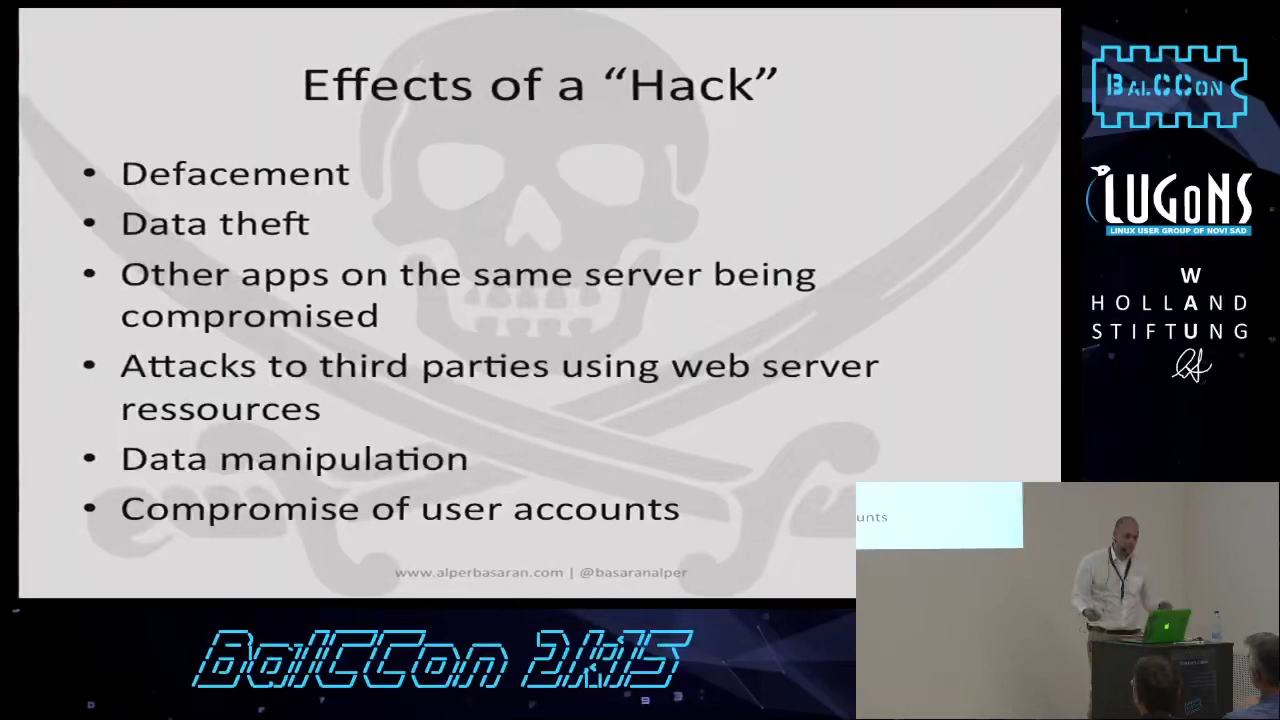 Effects of a “Hack”
• Defacement
• Data theft
• Other apps on the same server being
compromised
• Attacks to third parties using web server
ressources
• Data manipulation
• Compromise of user accounts
www.alperbasaran.com | @basaranalper
BALCCON
LUGoNS
LINUX USER GROUP OF NOVI SAD
W
HOLLAND
STIFTUNG
unts
BalCCon 2k15